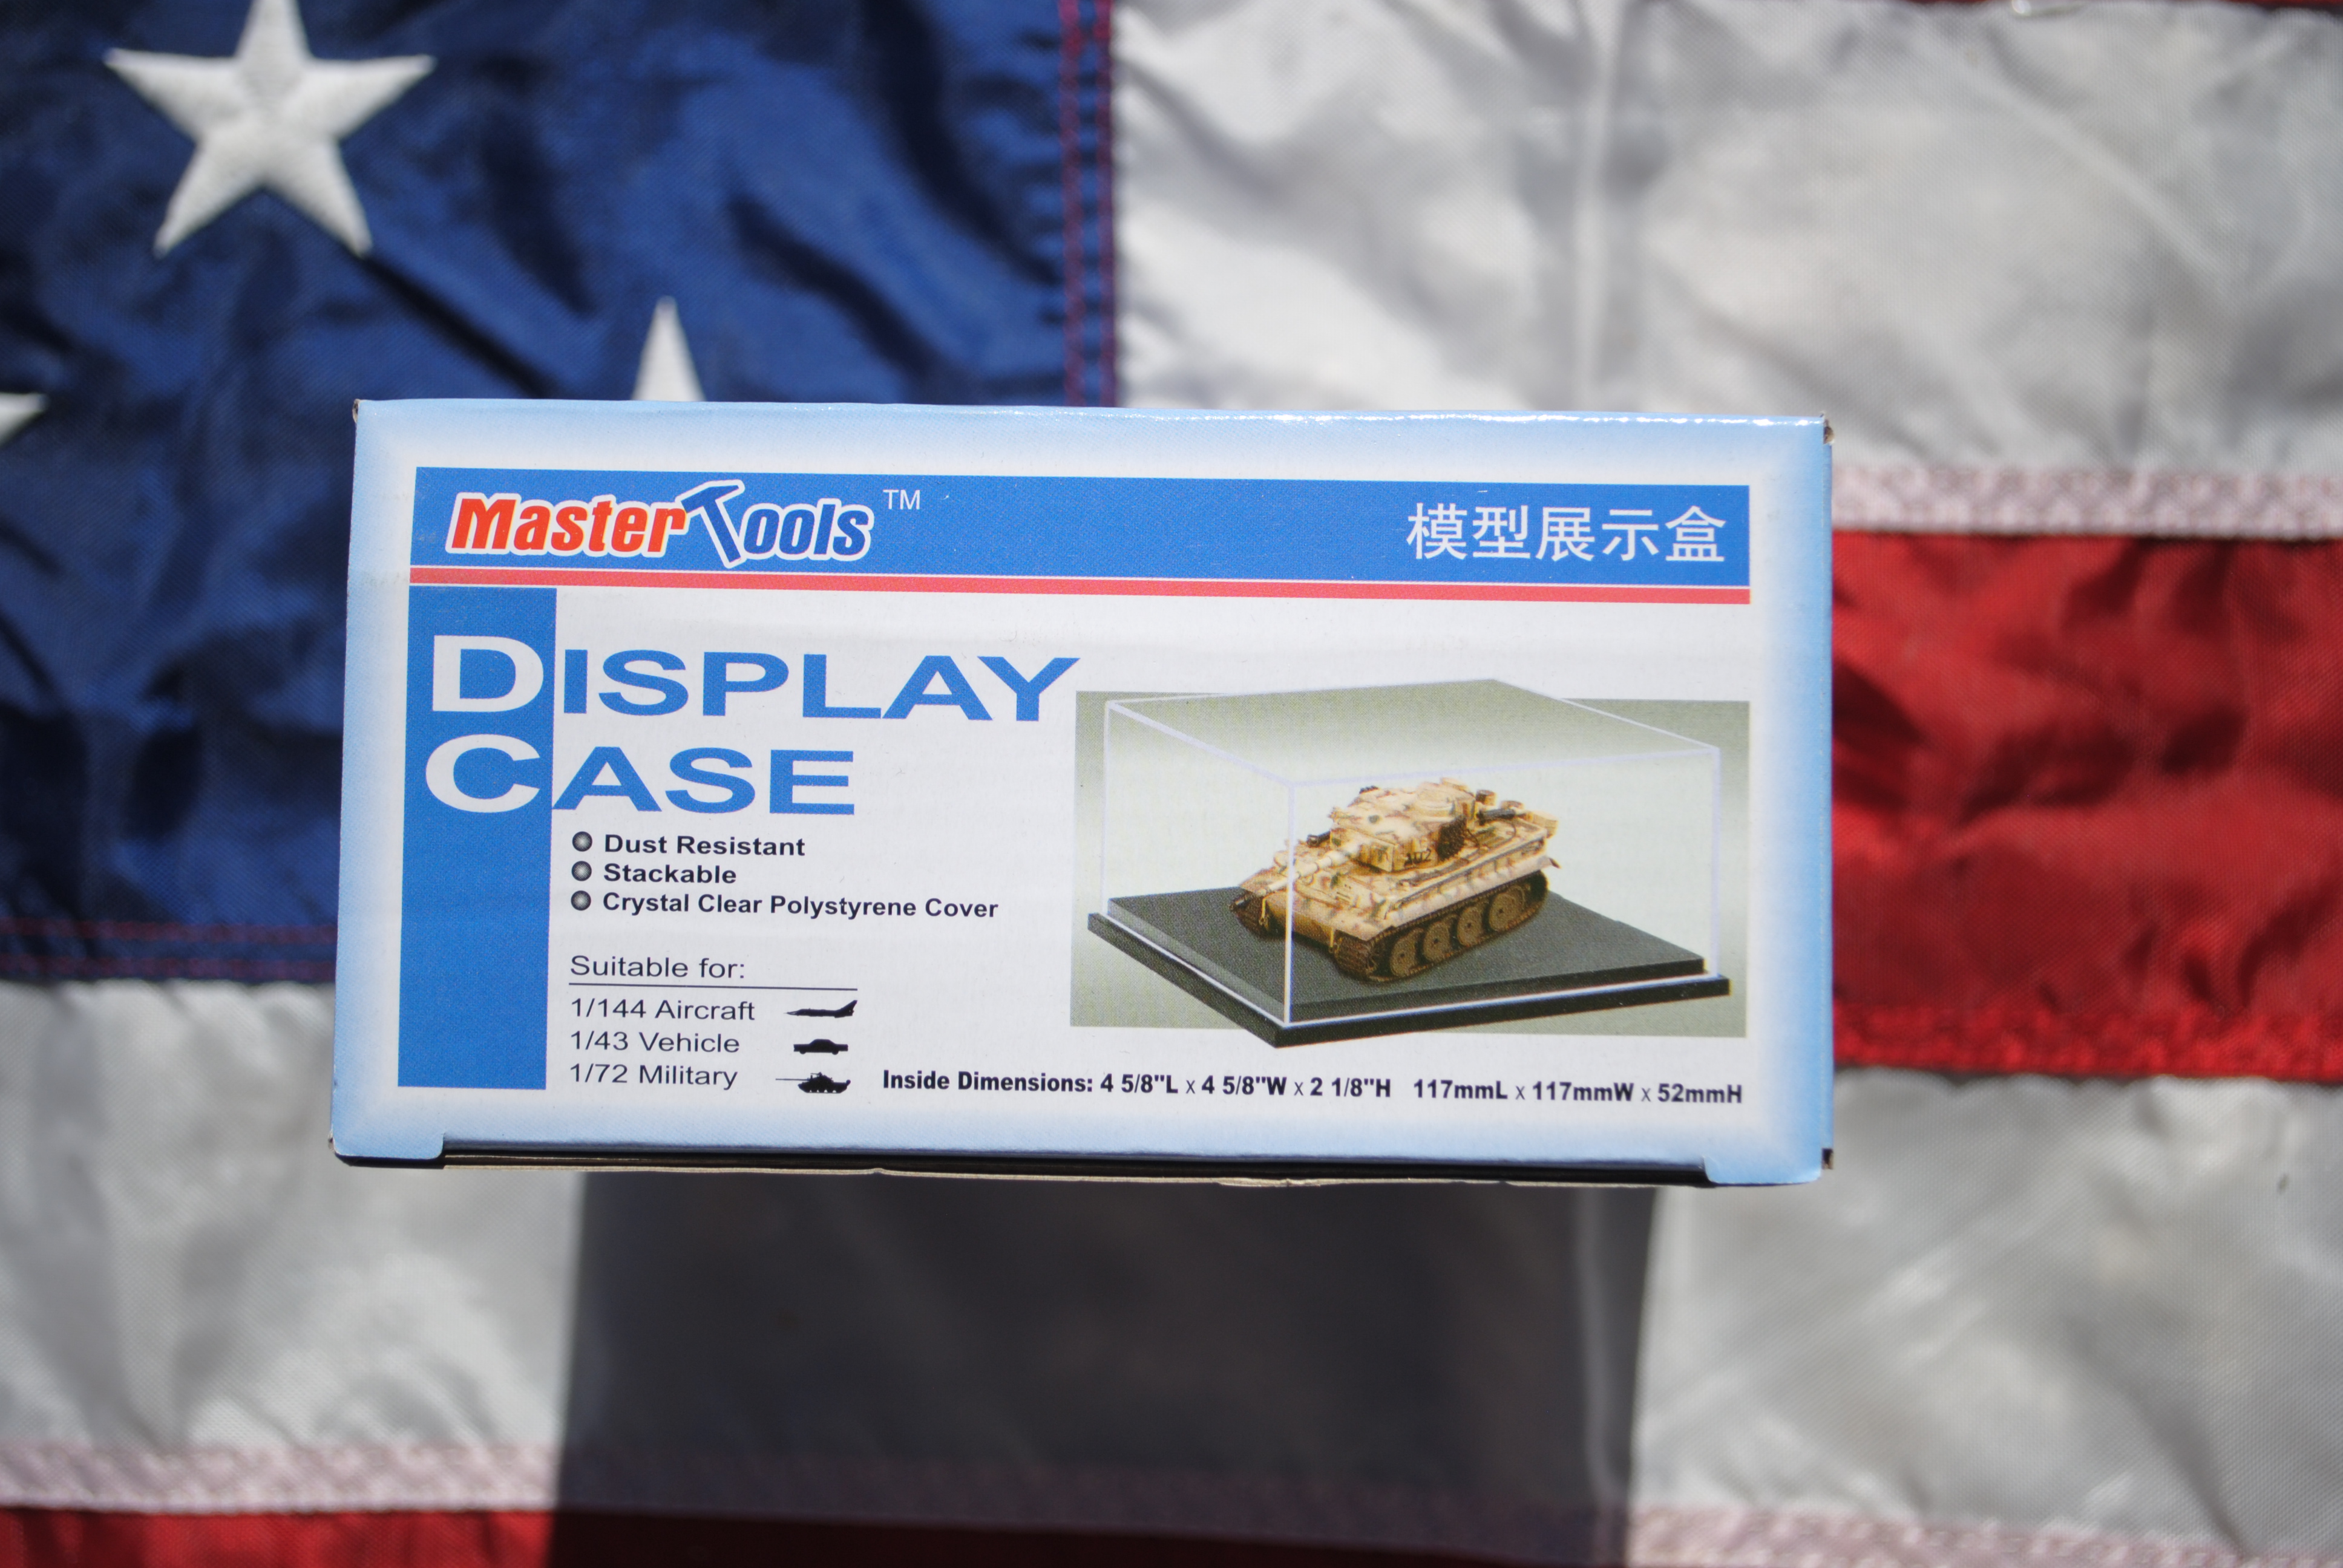 MasterTools™ 模型展示盒
DISPLAY
CASE
Dust Resistant
Stackable
Crystal Clear Polystyrene Cover
Suitable for:
1/144 Aircraft
1/43 Vehicle
1/72 Military
Inside Dimensions: 4 5/8"L x 4 5/8"W x 2 1/8"H 117mmL x 117mmW x 52mmH
102